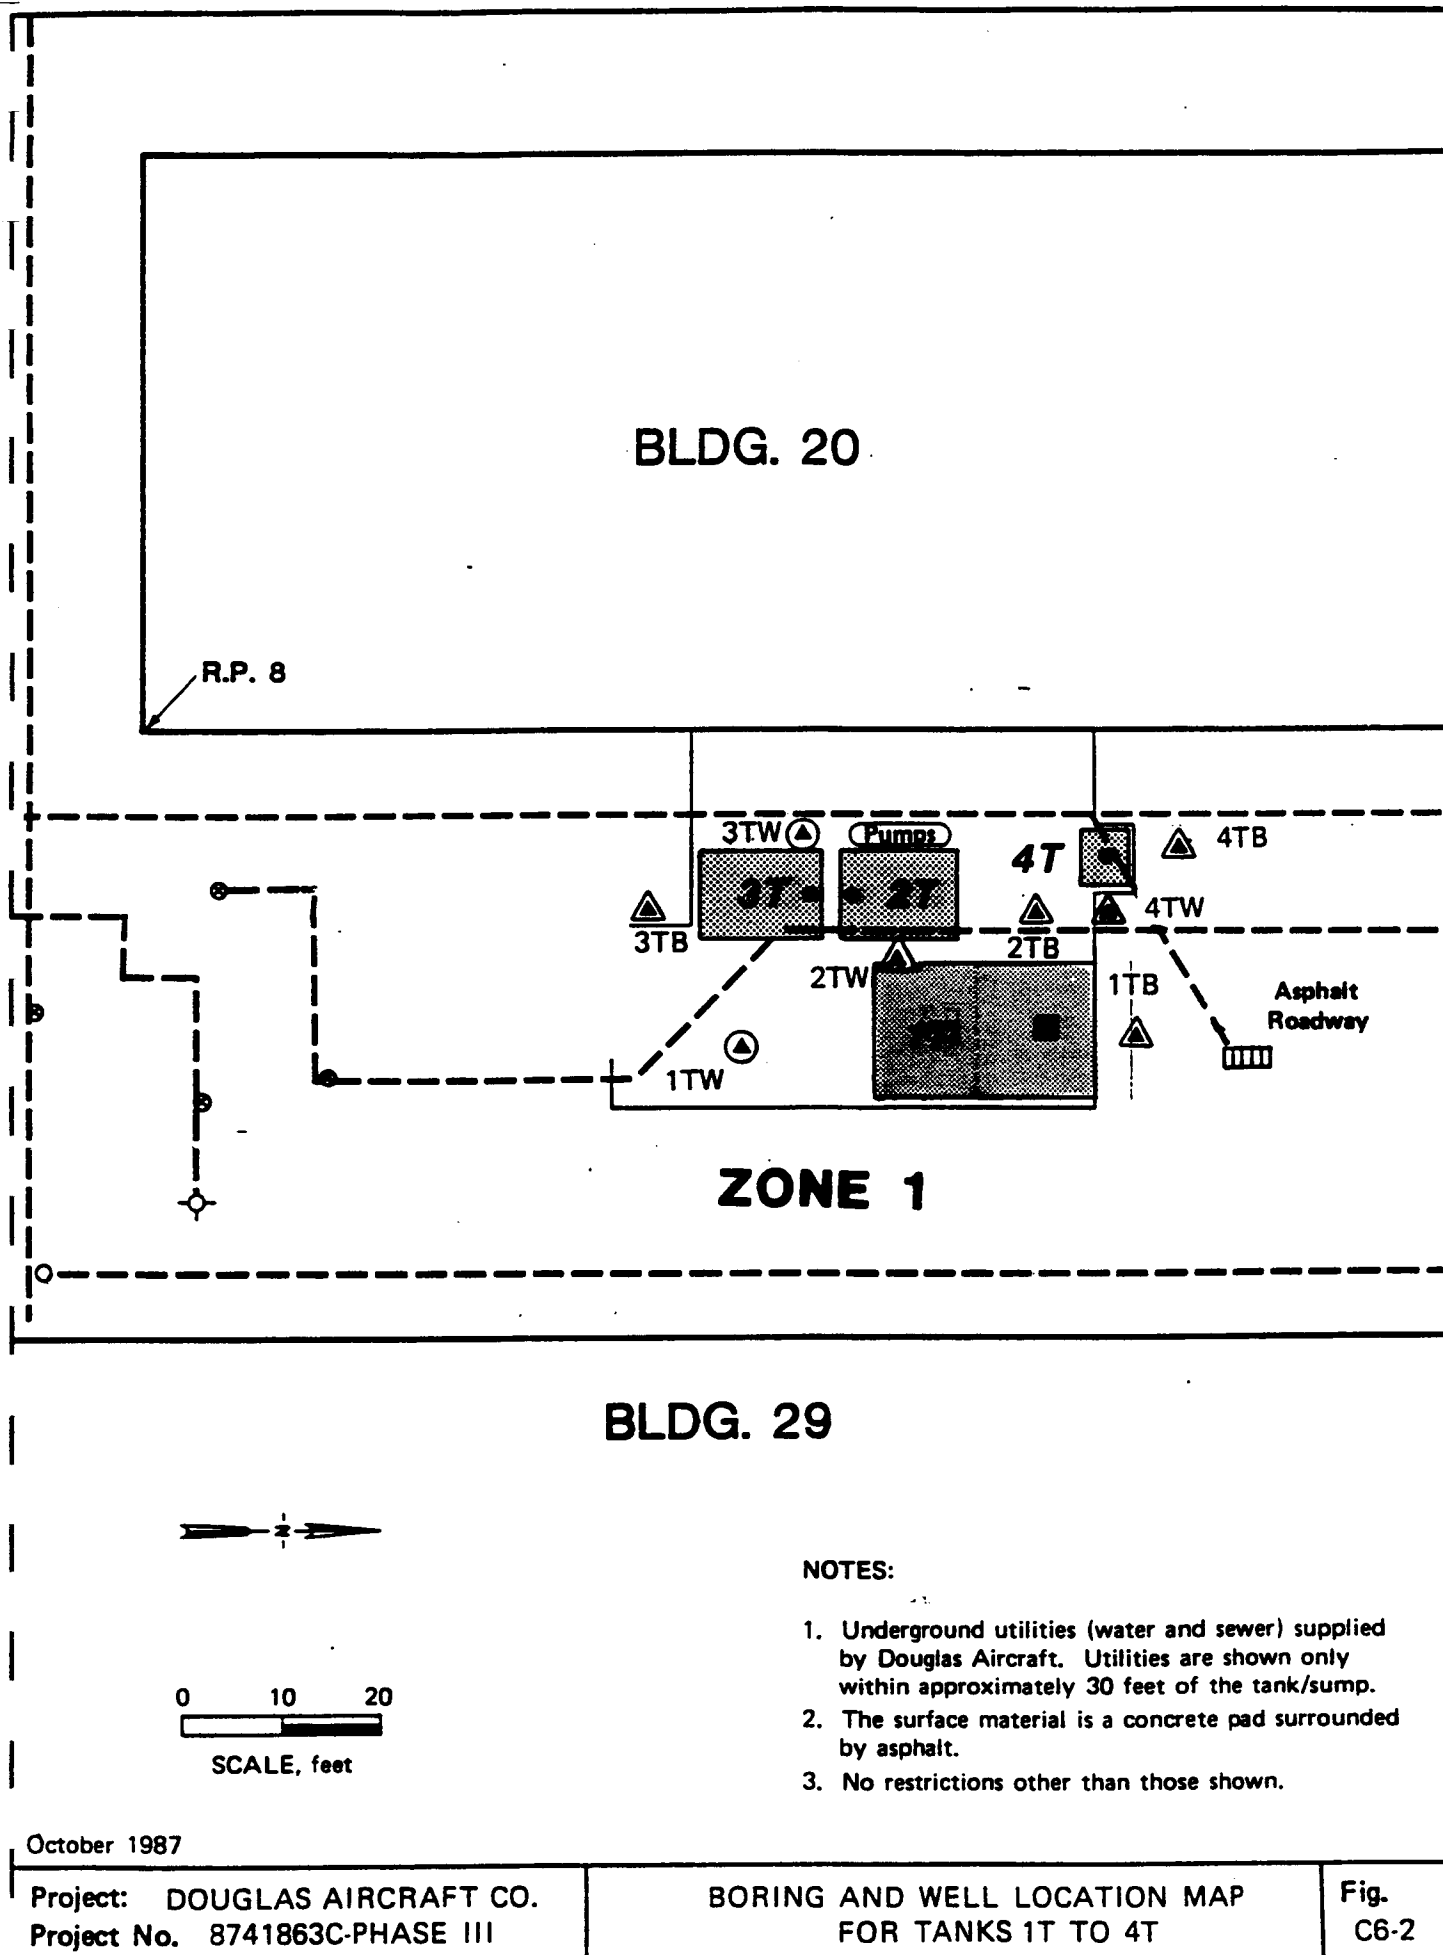 BLDG. 20
R.P. 8
3TW
Pumps
4T
4TB
3T
2T
4TW
3TB
2TB
2TW
1TB
Asphalt
Roadway
1TW
ZONE 1
BLDG. 29
N
NOTES:
1. Underground utilities (water and sewer) supplied
by Douglas Aircraft. Utilities are shown only
within approximately 30 feet of the tank/sump.
2. The surface material is a concrete pad surrounded
by asphalt.
3. No restrictions other than those shown.
0 10 20
SCALE, feet
October 1987
Project: DOUGLAS AIRCRAFT CO.
Project No. 8741863C-PHASE III
BORING AND WELL LOCATION MAP
FOR TANKS 1T TO 4T
Fig.
C6-2